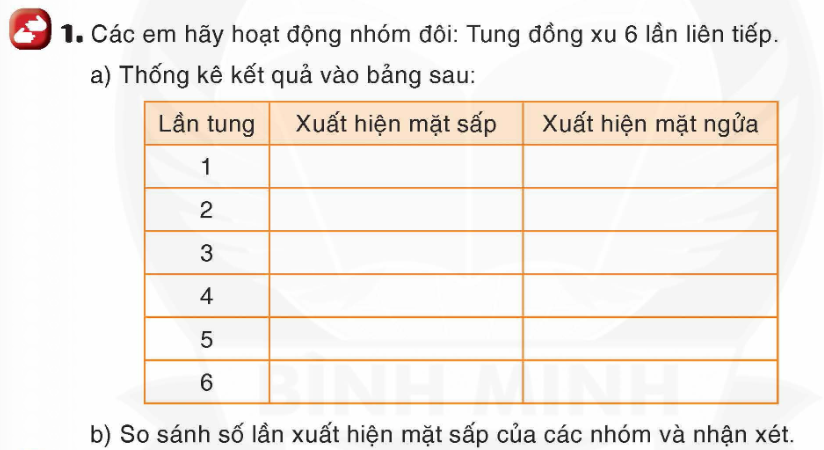 1. Các em hãy hoạt động nhóm đôi: Tung đồng xu 6 lần liên tiếp.
a) Thống kê kết quả vào bảng sau:
Lần tung Xuất hiện mặt sấp Xuất hiện mặt ngửa
1
2
3
4
5
6
BÌNH MINH
b) So sánh số lần xuất hiện mặt sấp của các nhóm và nhận xét.